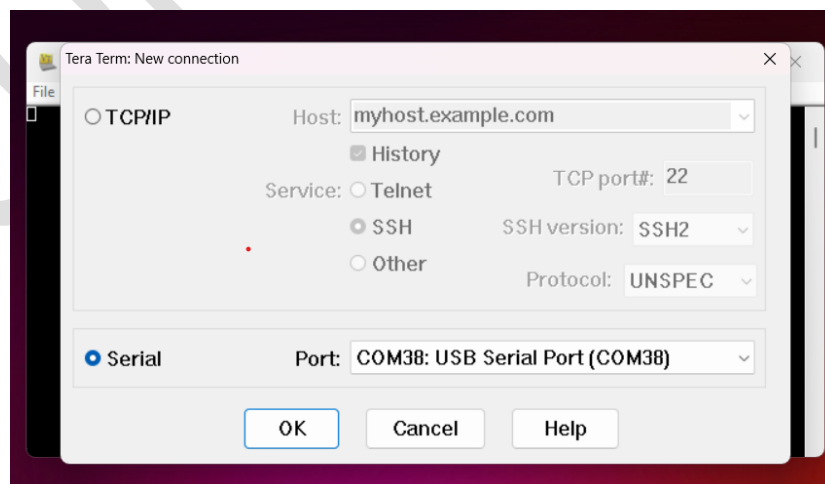 Tera Term: New connection
File
TCP/IP
Host: myhost.example.com
History
Service: Telnet
TCP port#: 22
SSH
SSH version: SSH2
Other
Protocol: UNSPEC
Serial
Port: COM38: USB Serial Port (COM38)
OK
Cancel
Help